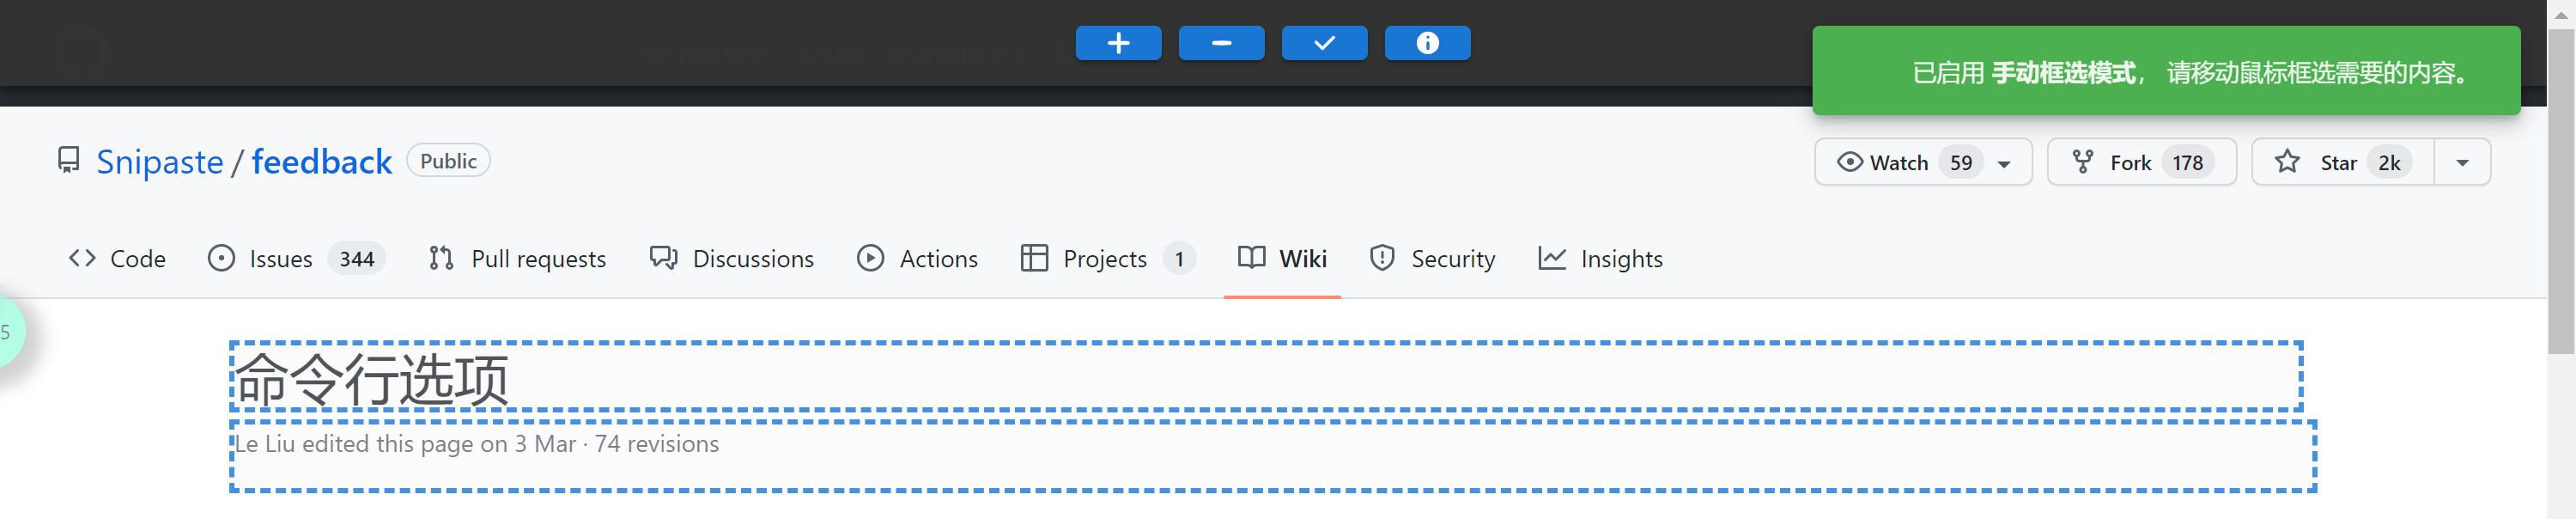 已启用 手动框选模式， 请移动鼠标框选需要的内容。
Snipaste / feedback Public
Watch 59 Fork 178 Star 2k
Code Issues 344 Pull requests Discussions Actions Projects 1 Wiki Security Insights
5
命令行选项
Le Liu edited this page on 3 Mar · 74 revisions